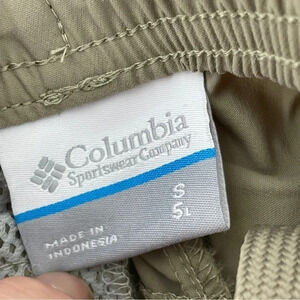 Columbia
Sportswear Company
S
MADE IN
INDONESIA